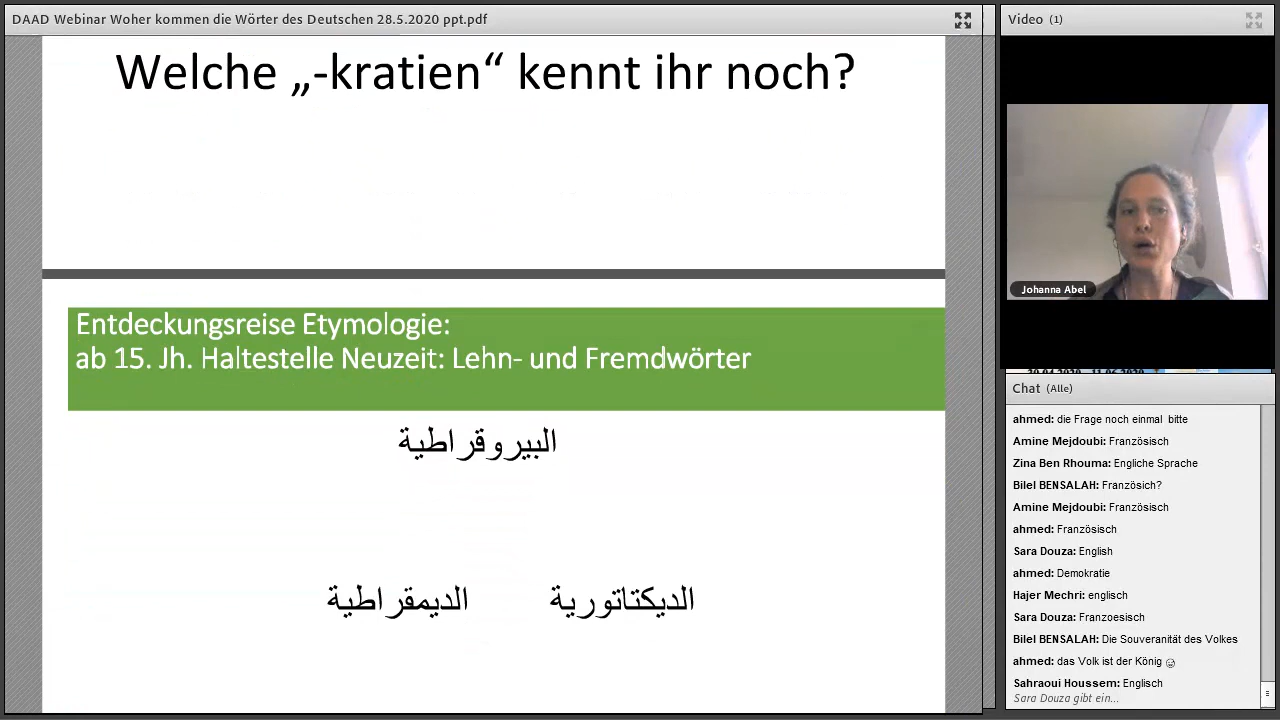 DAAD Webinar Woher kommen die Wörter des Deutschen 28.5.2020 ppt.pdf
Welche „-kratien“ kennt ihr noch?
Entdeckungsreise Etymologie:
ab 15. Jh. Haltestelle Neuzeit: Lehn- und Fremdwörter
البيروقراطية
الديكتاتورية الديمقراطية
Video (1)
Johanna Abel
Chat (Alle)
ahmed: die Frage noch einmal bitte
Amine Mejdoubi: Französisch
Zina Ben Rhouma: Engliche Sprache
Bilel BENSALAH: Französich?
Amine Mejdoubi: Französisch
ahmed: Französisch
Sara Douza: English
ahmed: Demokratie
Hajer Mechri: englisch
Sara Douza: Franzoesisch
Bilel BENSALAH: Die Souveranität des Volkes
ahmed: das Volk ist der König
Sahraoui Houssem: Englisch
Sara Douza gibt ein...